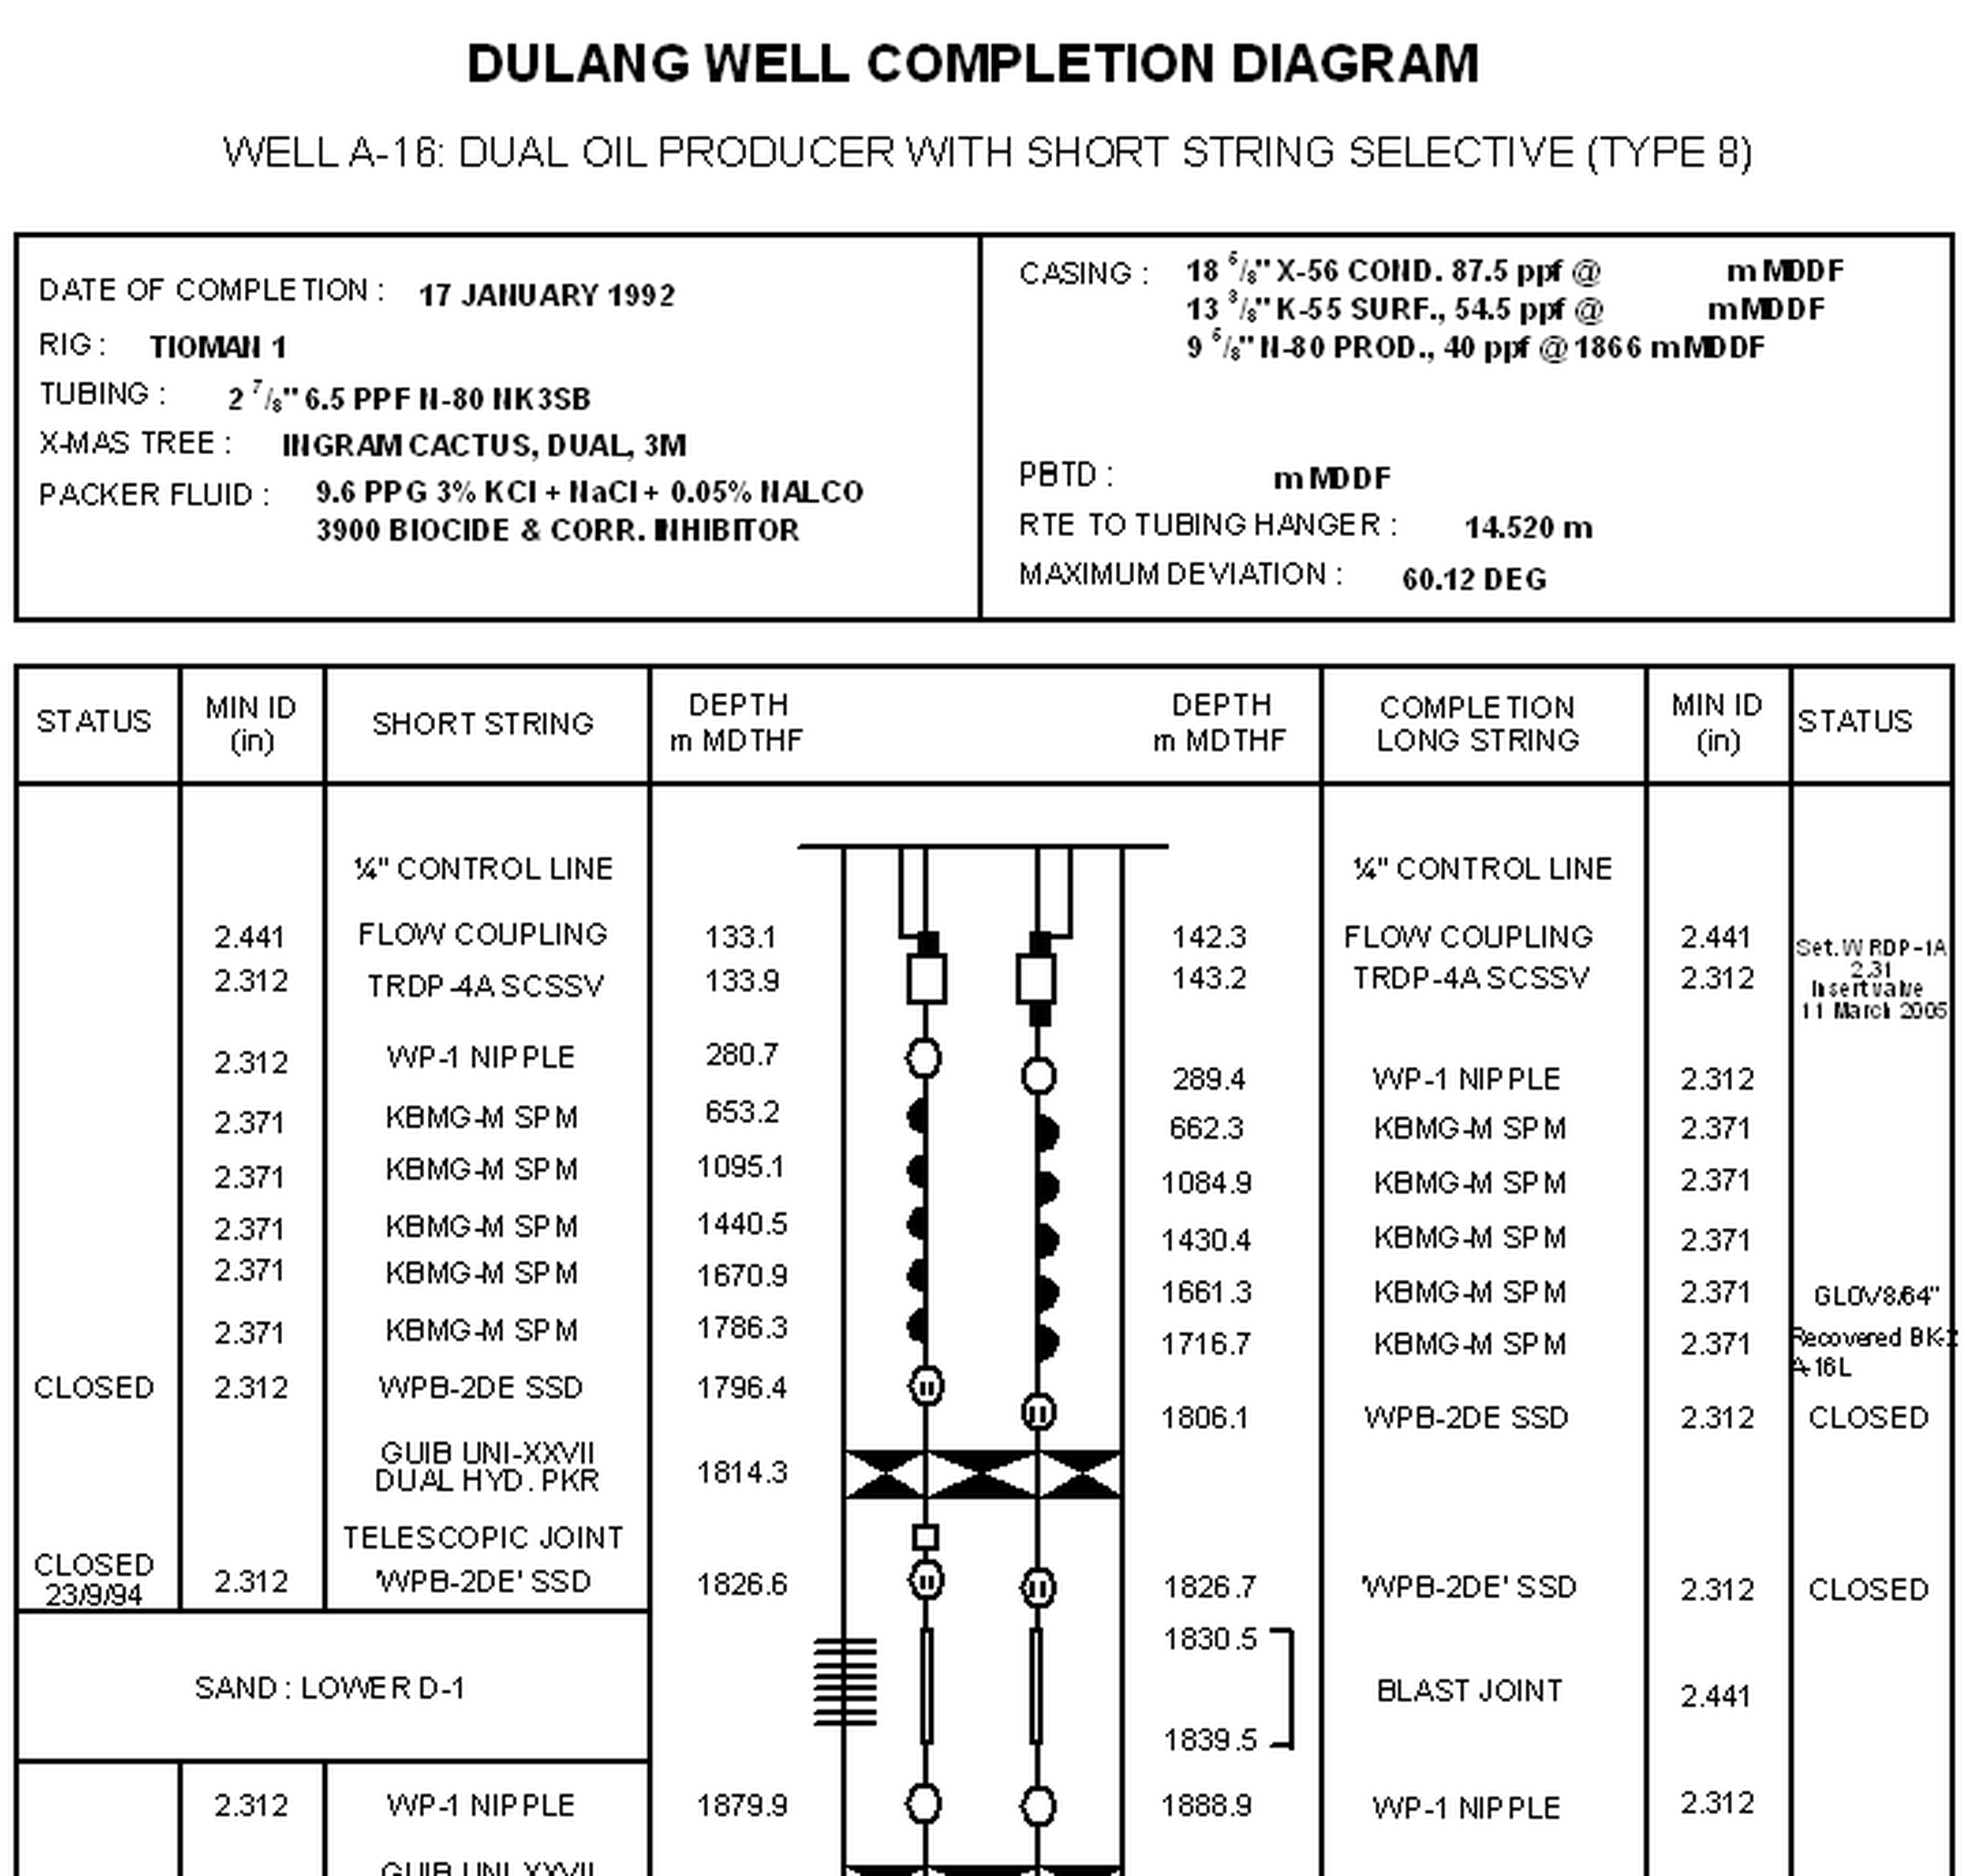 DULANG WELL COMPLETION DIAGRAM
WELL A-16: DUAL OIL PRODUCER WITH SHORT STRING SELECTIVE (TYPE 8)
DATE OF COMPLETION : 17 JANUARY 1992
RIG : TIOMAN 1
TUBING : 2 7/8" 6.5 PPF N-80 NK3SB
X-MAS TREE : INGRAM CACTUS, DUAL, 3M
PACKER FLUID : 9.6 PPG 3% KCl + NaCl + 0.05% NALCO
3900 BIOCIDE & CORR. INHIBITOR
CASING : 18 5/8" X-56 COND. 87.5 ppf @ m MDDF
13 3/8" K-55 SURF., 54.5 ppf @ m MDDF
9 5/8" N-80 PROD., 40 ppf @ 1866 m MDDF
PBTD : m MDDF
RTE TO TUBING HANGER : 14.520 m
MAXIMUM DEVIATION : 60.12 DEG
STATUS MIN ID (in) SHORT STRING DEPTH m MDTHF DEPTH m MDTHF COMPLETION LONG STRING MIN ID (in) STATUS
¼" CONTROL LINE ¼" CONTROL LINE
2.441 FLOW COUPLING 133.1 142.3 FLOW COUPLING 2.441
2.312 TRDP-4A SCSSV 133.9 143.2 TRDP-4A SCSSV 2.312
Set.WRDP-1A
2.31
Insert valve
11 March 2005
2.312 WP-1 NIPPLE 280.7 289.4 WP-1 NIPPLE 2.312
2.371 KBMG-M SPM 653.2 662.3 KBMG-M SPM 2.371
2.371 KBMG-M SPM 1095.1 1084.9 KBMG-M SPM 2.371
2.371 KBMG-M SPM 1440.5 1430.4 KBMG-M SPM 2.371
2.371 KBMG-M SPM 1670.9 1661.3 KBMG-M SPM 2.371 GLOV8/64"
2.371 KBMG-M SPM 1786.3 1716.7 KBMG-M SPM 2.371 Recovered
A-16L
CLOSED 2.312 WPB-2DE SSD 1796.4 1806.1 WPB-2DE SSD 2.312 CLOSED
GUIB UNI-XXVII
DUAL HYD. PKR 1814.3
TELESCOPIC JOINT
CLOSED
23/9/94 2.312 'WPB-2DE' SSD 1826.6 1826.7 'WPB-2DE' SSD 2.312 CLOSED
1830.5
SAND : LOWER D-1 BLAST JOINT 2.441
1839.5
2.312 WP-1 NIPPLE 1879.9 1888.9 WP-1 NIPPLE 2.312
GUIB UNI-XXVII